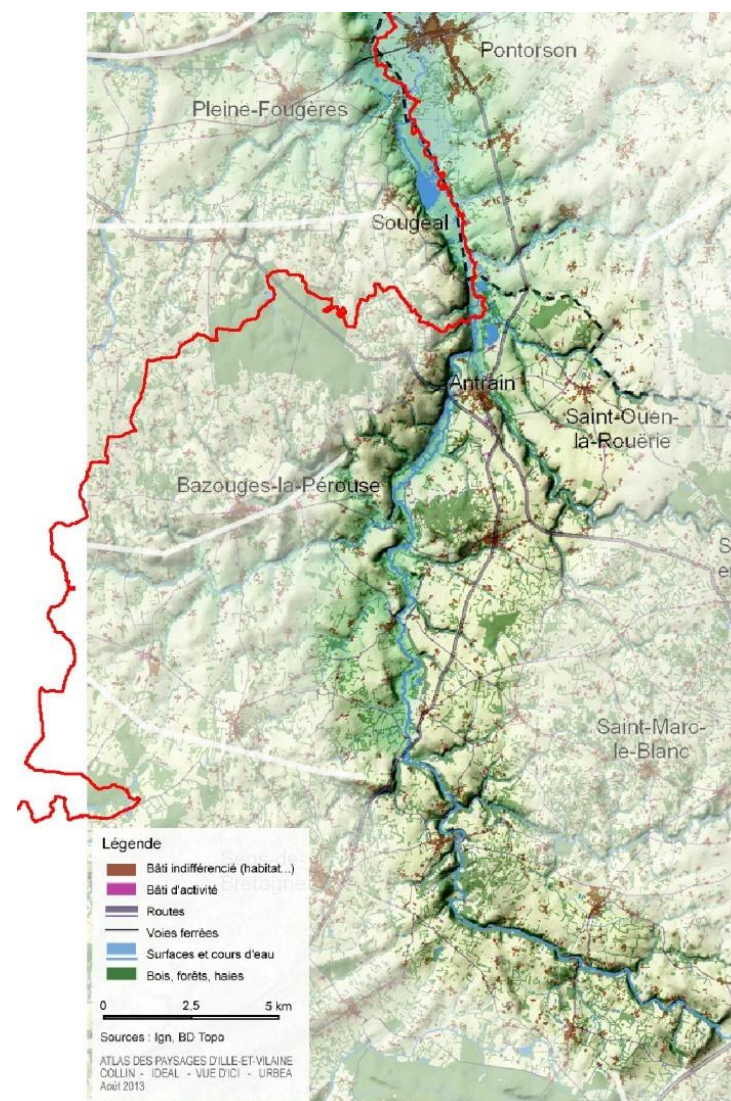 Pontorson
Pleine-Fougères
Sougéal
Antrain
Saint-Ouen-
la-Rouërie
Bazouges-la-Pérouse
S
Saint-Marc-
le-Blanc
Légende
Bâti indifférencié (habitat...)
Bâti d'activité
Routes
Voies ferrées
Surfaces et cours d'eau
Bois, forêts, haies
0 2,5 5 km
Sources : Ign, BD Topo
ATLAS DES PAYSAGES D'ILLE-ET-VILAINE
COLLIN - IDEAL - VUE D'ICI - URBEA
Août 2013